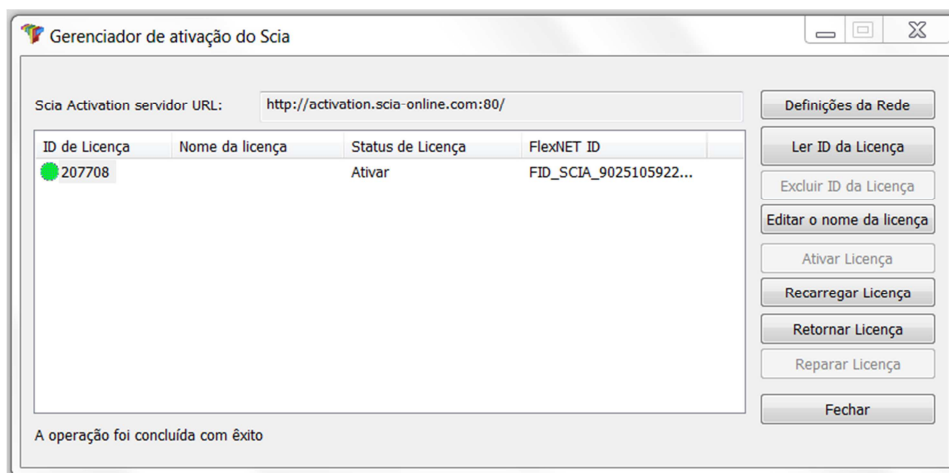 Gerenciador de ativação do Scia
Scia Activation servidor URL: http://activation.scia-online.com:80/ Definições da Rede
ID de Licença Nome da licença Status de Licença FlexNET ID Ler ID da Licença
207708 Ativar FID_SCIA_9025105922...
Excluir ID da Licença
Editar o nome da licença
Ativar Licença
Recarregar Licença
Retornar Licença
Reparar Licença
Fechar
A operação foi concluída com êxito